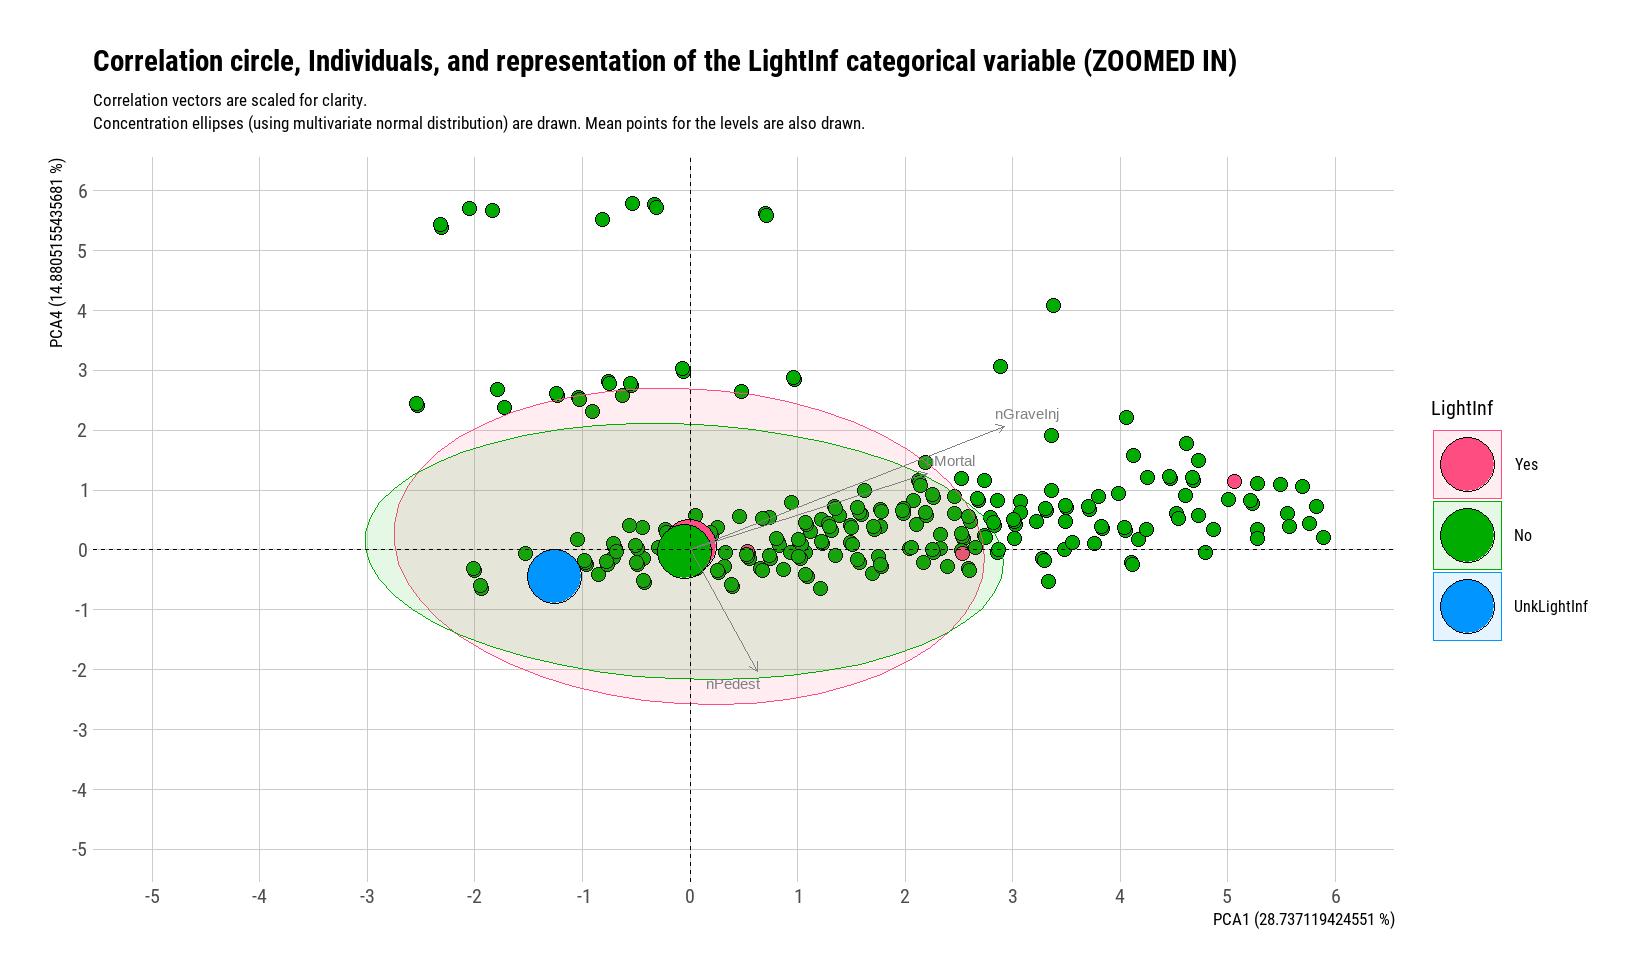 Correlation circle, Individuals, and representation of the LightInf categorical variable (ZOOMED IN)
Correlation vectors are scaled for clarity.
Concentration ellipses (using multivariate normal distribution) are drawn. Mean points for the levels are also drawn.
PCA4 (14.8805155435681 %)
6
5
4
3
2
1
0
-1
-2
-3
-4
-5
nGraveInj
nMortal
nPedest
-5
-4
-3
-2
-1
0
1
2
3
4
5
6
PCA1 (28.737119424551 %)
LightInf
Yes
No
UnkLightInf